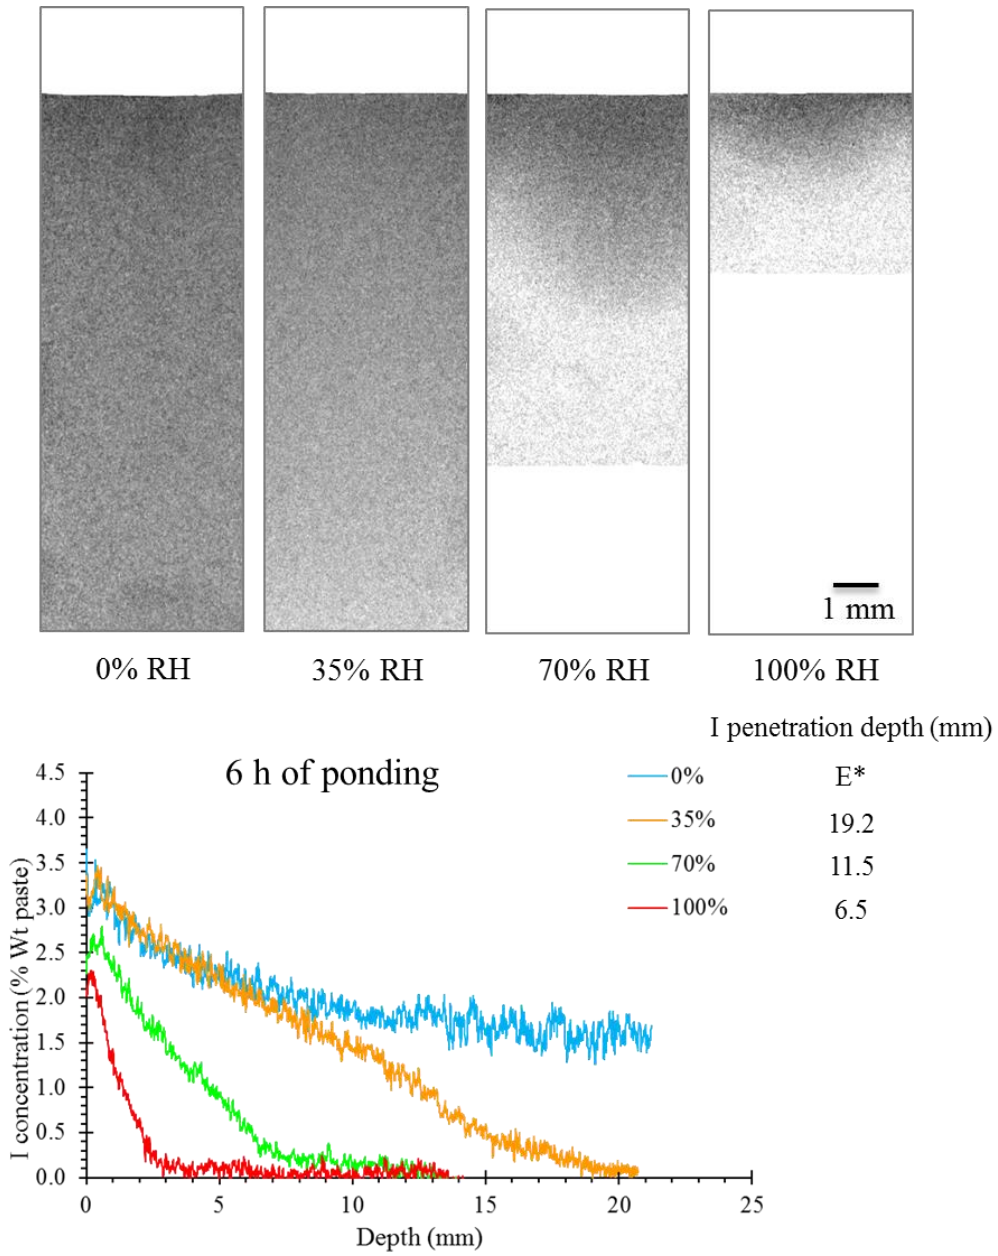 1 mm
0% RH
35% RH
70% RH
100% RH
I penetration depth (mm)
6 h of ponding
0% E*
35% 19.2
70% 11.5
100% 6.5
I concentration (% Wt paste)
4.5
4.0
3.5
3.0
2.5
2.0
1.5
1.0
0.5
0.0
0 5 10 15 20 25
Depth (mm)